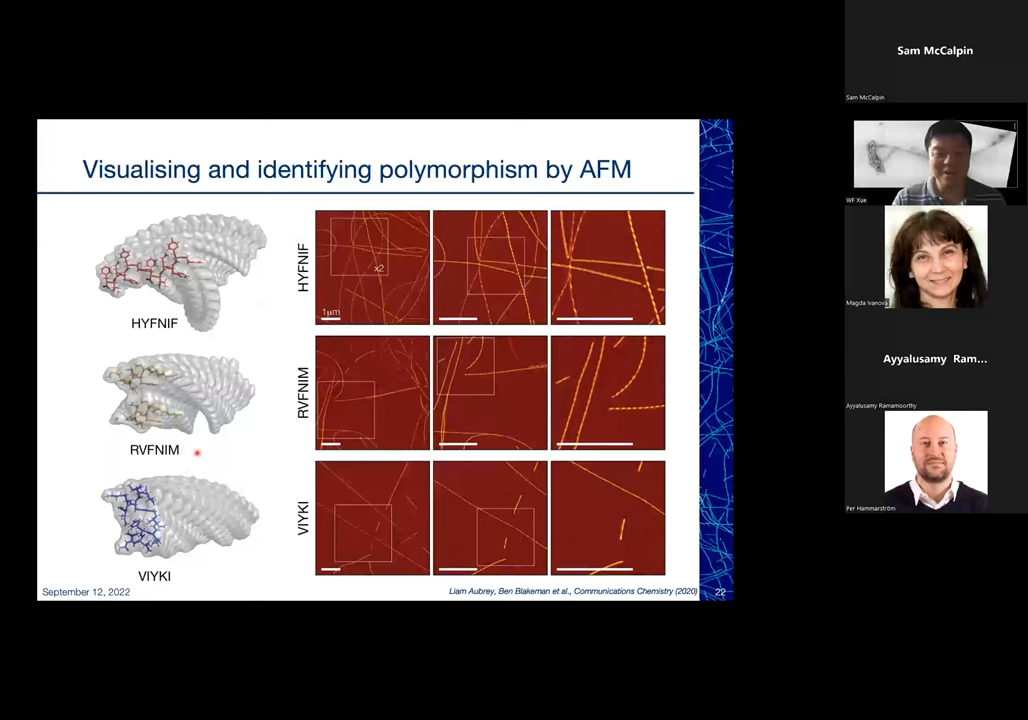 Visualising and identifying polymorphism by AFM
HYFNIF
RVFNIM
VIYKI
HYFNIF
x2
1μm
RVFNIM
VIYKI
September 12, 2022
Liam Aubrey, Ben Blakeman et al., Communications Chemistry (2020)
22
Sam McCalpin
Sam McCalpin
WF Xue
Magda Ivanova
Ayyalusamy Ram...
Ayyalusamy Ramamoorthy
Per Hammarström